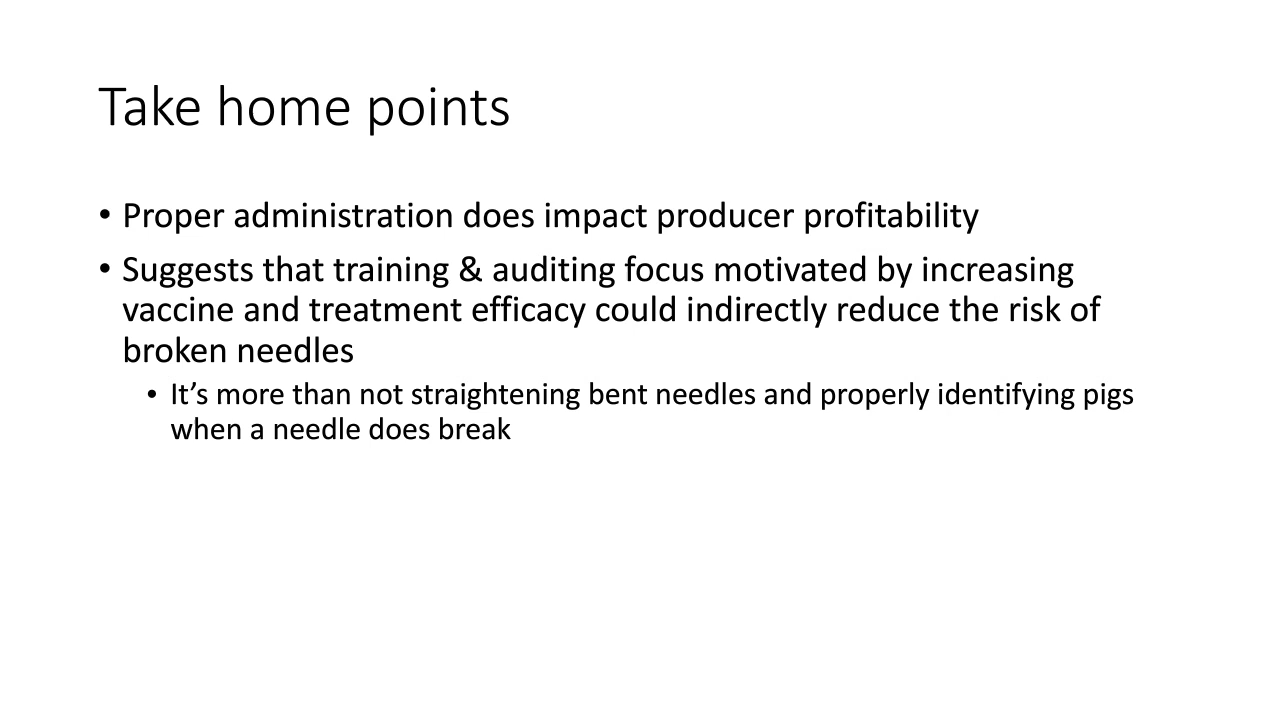 Take home points
• Proper administration does impact producer profitability
• Suggests that training & auditing focus motivated by increasing
vaccine and treatment efficacy could indirectly reduce the risk of
broken needles
• It’s more than not straightening bent needles and properly identifying pigs
when a needle does break